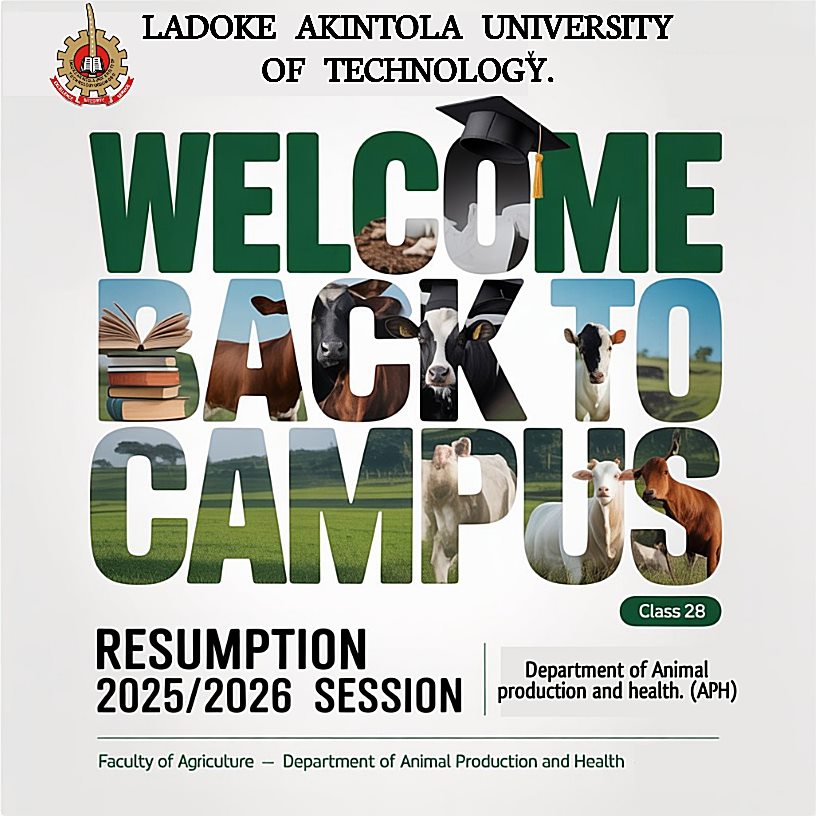 LADOKE AKINTOLA UNIVERSITY
OF TECHNOLOGY.
WELCOME
BACK TO
CAMPUS
Class 28
RESUMPTION
2025/2026 SESSION
Department of Animal
production and health. (APH)
Faculty of Agriculture — Department of Animal Production and Health